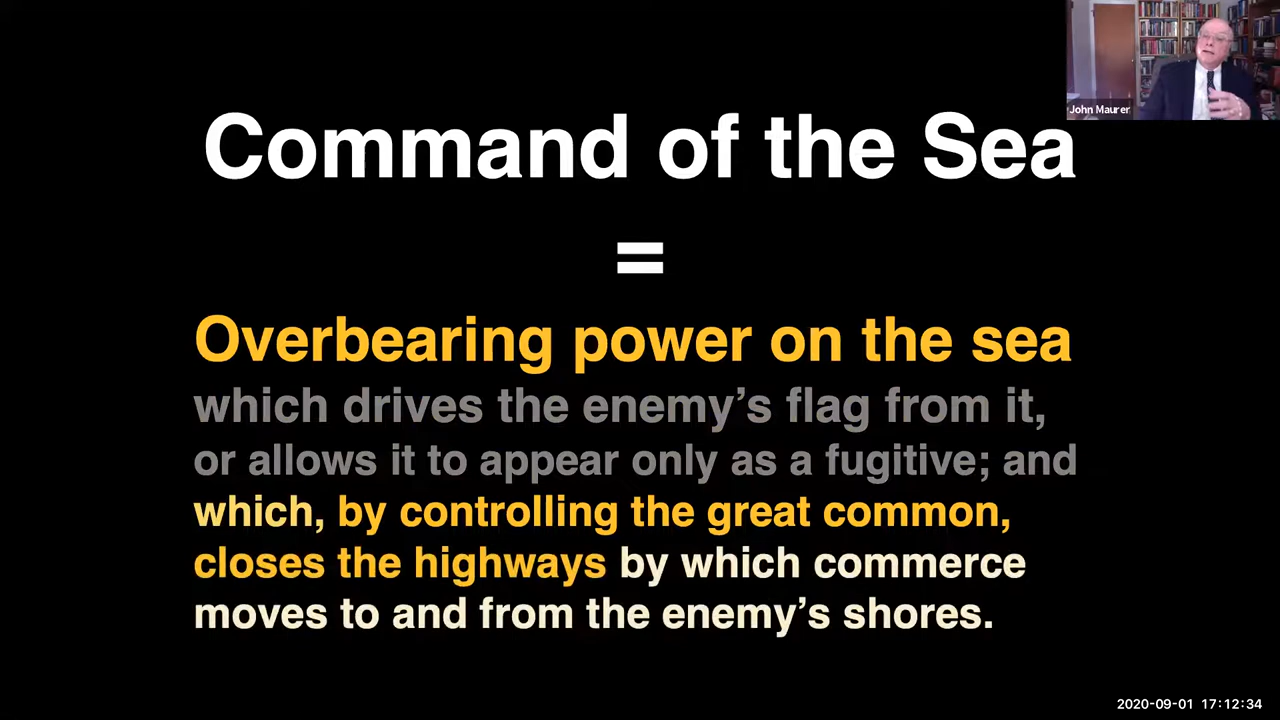 John Maurer
Command of the Sea
=
Overbearing power on the sea
which drives the enemy’s flag from it,
or allows it to appear only as a fugitive; and
which, by controlling the great common,
closes the highways by which commerce
moves to and from the enemy’s shores.
2020-09-01 17:12:34